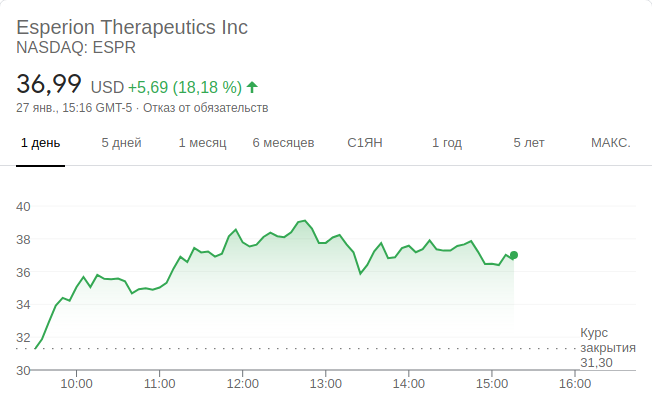 Esperion Therapeutics Inc
NASDAQ: ESPR
36,99 USD +5,69 (18,18 %)
27 янв., 15:16 GMT-5 · Отказ от обязательств
1 день 5 дней 1 месяц 6 месяцев С1ЯН 1 год 5 лет МАКС.
40
38
36
34
32
30
Курс
закрытия
31,30
10:00 11:00 12:00 13:00 14:00 15:00 16:00